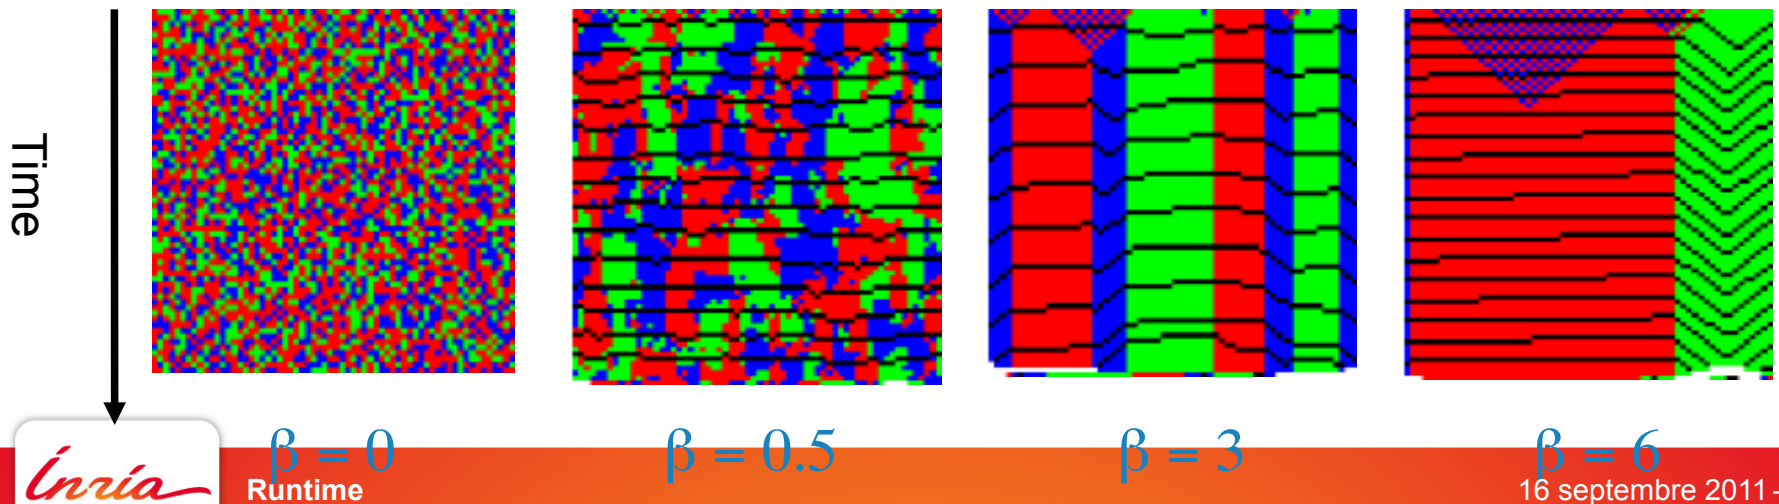 Time
β = 0
β = 0.5
β = 3
β = 6
Inria
Runtime
16 septembre 2011 -